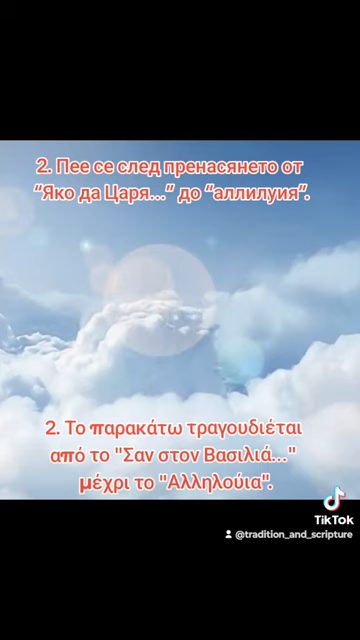 2. Пее се след пренасянето от
“Яко да Царя...” до “аллилуия”.
2. Το παρακάτω τραγουδιέται
από το "Σαν στον Βασιλιά..."
μέχρι το "Αλληλούια".
TikTok
@tradition_and_scripture